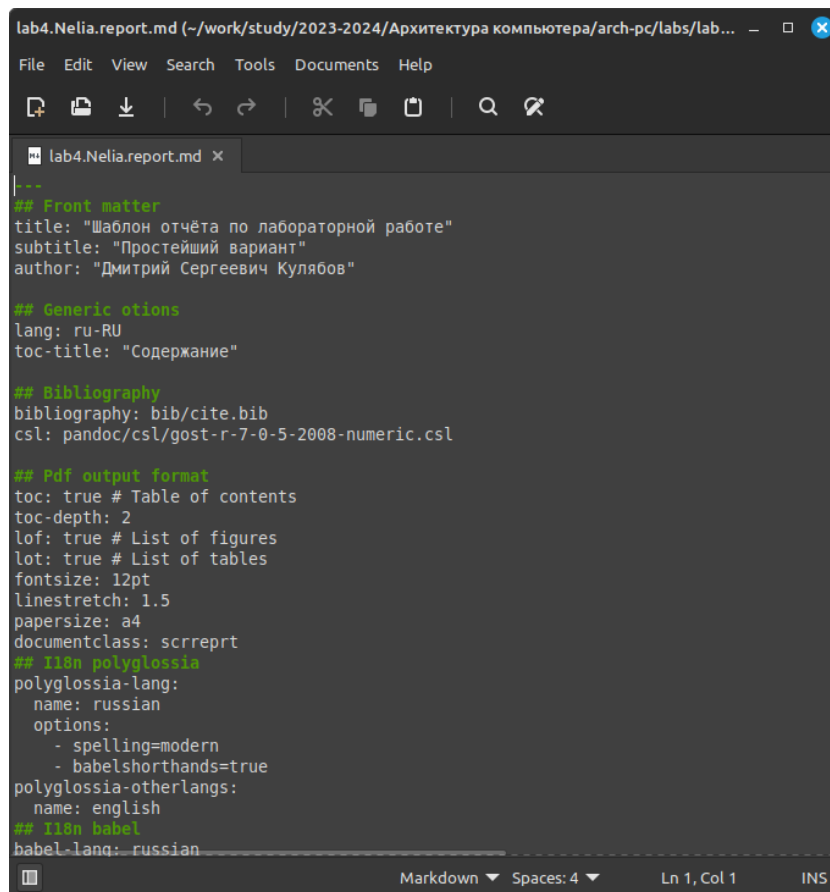 lab4.Nelia.report.md (~/work/study/2023-2024/Архитектура компьютера/arch-pc/labs/lab...
File Edit View Search Tools Documents Help
lab4.Nelia.report.md
---
## Front matter
title: "Шаблон отчёта по лабораторной работе"
subtitle: "Простейший вариант"
author: "Дмитрий Сергеевич Кулябов"
## Generic otions
lang: ru-RU
toc-title: "Содержание"
## Bibliography
bibliography: bib/cite.bib
csl: pandoc/csl/gost-r-7-0-5-2008-numeric.csl
## Pdf output format
toc: true # Table of contents
toc-depth: 2
lof: true # List of figures
lot: true # List of tables
fontsize: 12pt
linestretch: 1.5
papersize: a4
documentclass: scrreprt
## I18n polyglossia
polyglossia-lang:
  name: russian
  options:
    - spelling=modern
    - babelshorthands=true
polyglossia-otherlangs:
  name: english
## I18n babel
babel-lang: russian
Markdown Spaces: 4 Ln 1, Col 1 INS